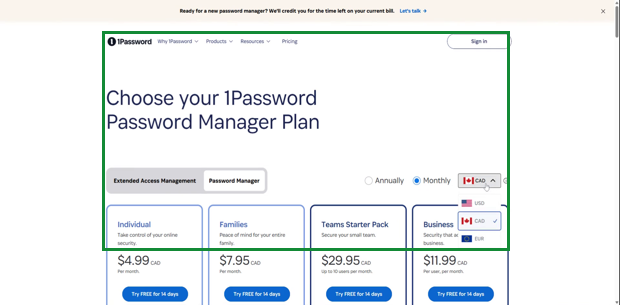 Ready for a new password manager? We'll credit you for the time left on your current bill. Let's talk →
1Password Why 1Password Products Resources Pricing Sign in
Choose your 1Password
Password Manager Plan
Extended Access Management Password Manager Annually Monthly CAD
USD
CAD
EUR
Individual
Take control of your online
security.
$4.99 CAD
Per month.
Try FREE for 14 days
Families
Peace of mind for your entire
family.
$7.95 CAD
Per month.
Try FREE for 14 days
Teams Starter Pack
Secure your small team.
$29.95 CAD
Up to 10 users per month.
Try FREE for 14 days
Business
Security that
business.
$11.99 CAD
Per user, per month.
Try FREE for 14 days